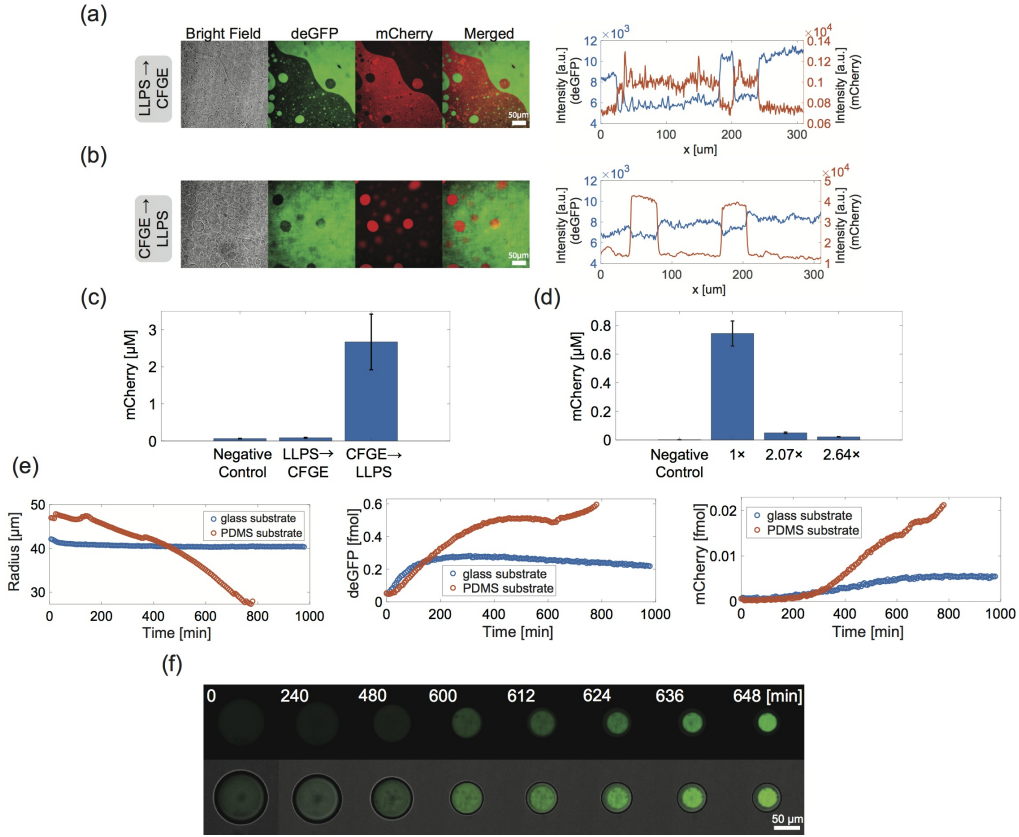 (a)
Bright Field deGFP mCherry Merged
LLPS →
CFGE
50μm
×10³ ×10⁴
12 10 8 6 4
Intensity [a.u.]
(deGFP)
0.14 0.12 0.1 0.08 0.06
Intensity [a.u.]
(mCherry)
0 100 200 300
x [um]
(b)
CFGE →
LLPS
50μm
×10³ ×10⁴
12 10 8 6 4
Intensity [a.u.]
(deGFP)
5 4 3 2 1
Intensity [a.u.]
(mCherry)
0 100 200 300
x [um]
(c)
mCherry [μM]
3 2 1 0
Negative
Control
LLPS→
CFGE
CFGE→
LLPS
(d)
mCherry [μM]
0.8 0.6 0.4 0.2 0
Negative
Control
1× 2.07× 2.64×
(e)
Radius [μm]
50 40 30
glass substrate
PDMS substrate
0 200 400 600 800 1000
Time [min]
deGFP [fmol]
0.6 0.4 0.2 0
glass substrate
PDMS substrate
0 200 400 600 800 1000
Time [min]
mCherry [fmol]
0.02 0.01 0
glass substrate
PDMS substrate
0 200 400 600 800 1000
Time [min]
(f)
0 240 480 600 612 624 636 648 [min]
50 μm